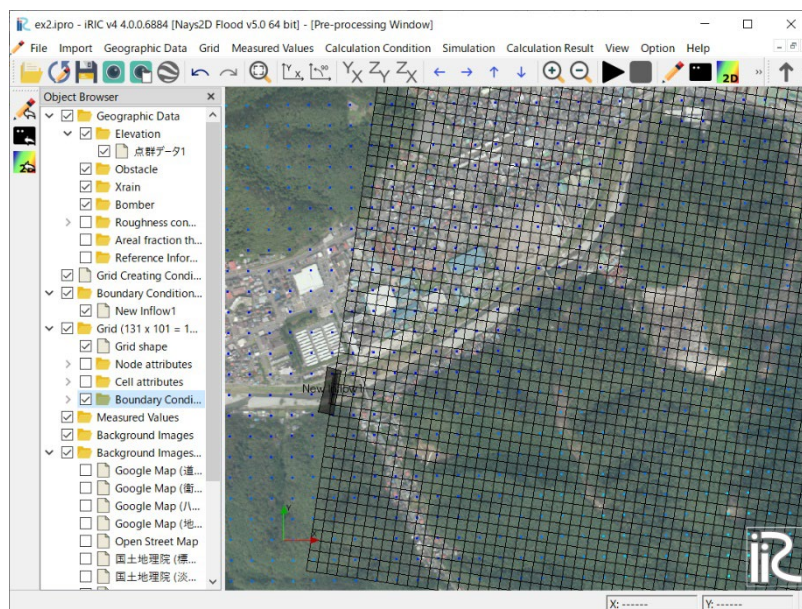 ex2.ipro - iRIC v4 4.0.0.6884 [Nays2D Flood v5.0 64 bit] - [Pre-processing Window]
File Import Geographic Data Grid Measured Values Calculation Condition Simulation Calculation Result View Option Help
Object Browser
Geographic Data
Elevation
点群データ1
Obstacle
Xrain
Bomber
Roughness con...
Areal fraction th...
Reference Infor...
Grid Creating Condi...
Boundary Condition...
New Inflow1
Grid (131 x 101 = 1...
Grid shape
Node attributes
Cell attributes
Boundary Condi...
Measured Values
Background Images
Background Images...
Google Map (道...
Google Map (衛...
Google Map (ハ...
Google Map (地...
Open Street Map
国土地理院 (標...
国土地理院 (淡...
New Inflow1
Y
X
iRIC
X: ------ Y: ------